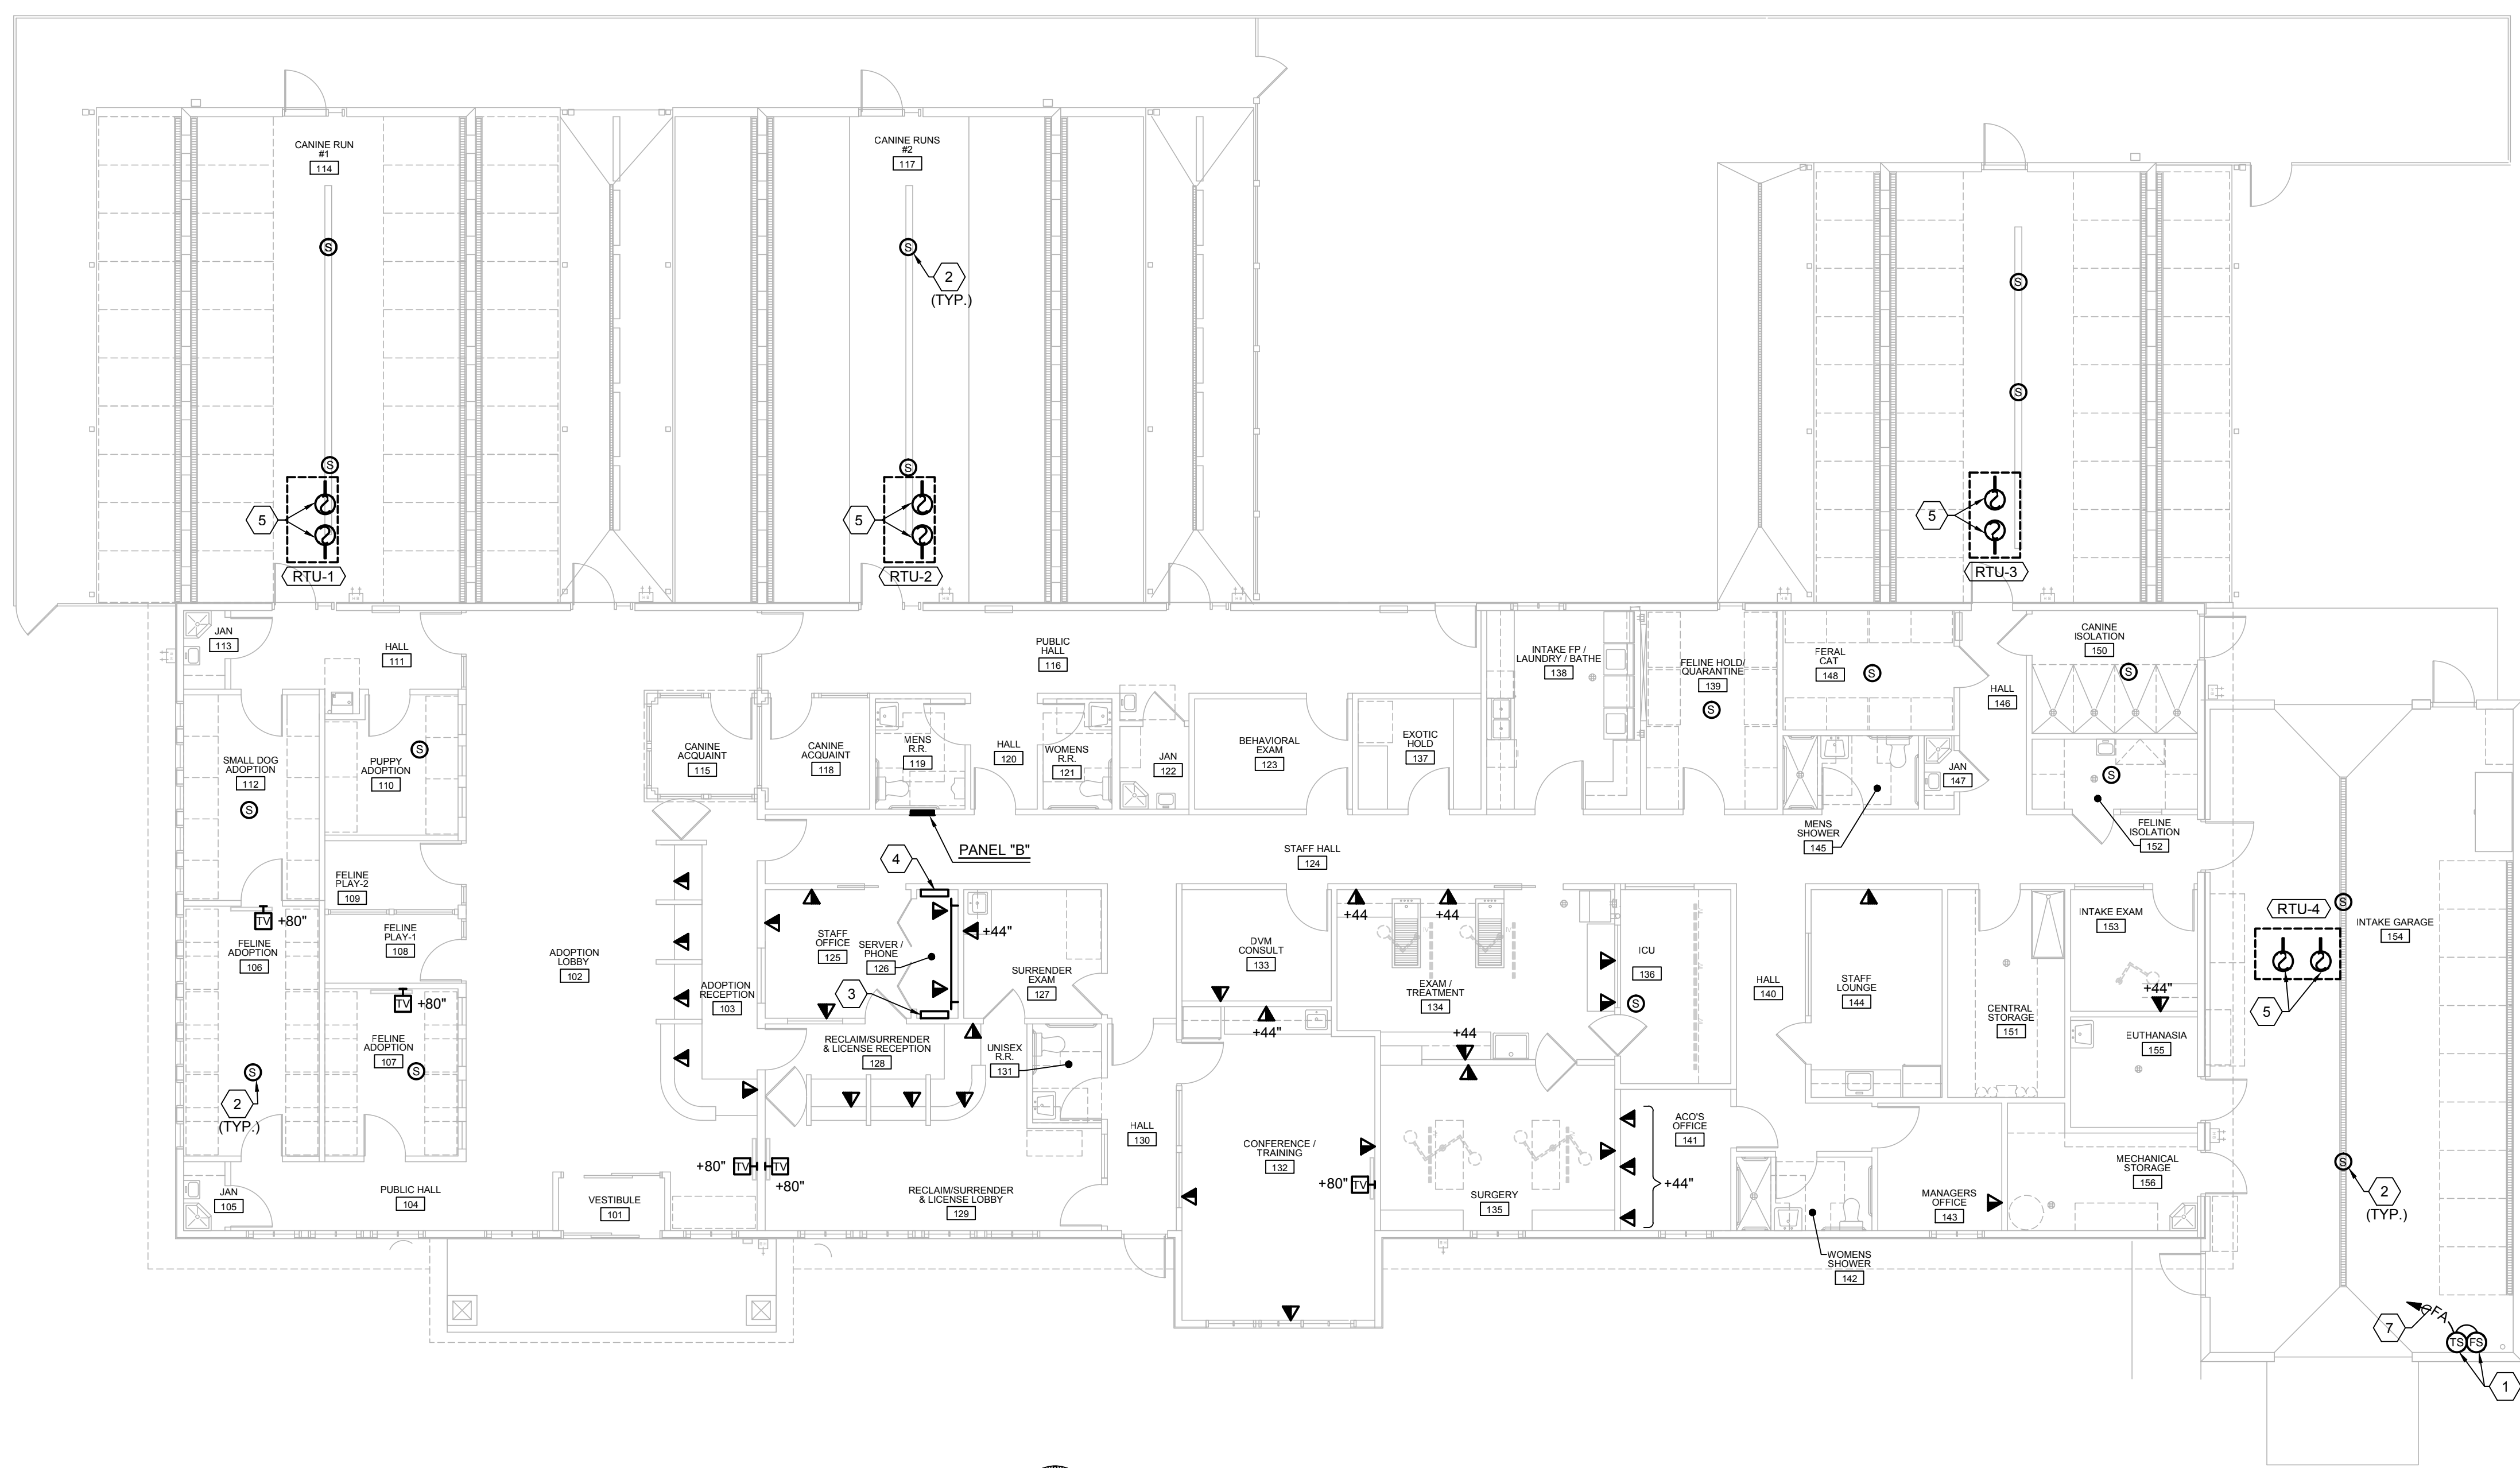 CANINE RUN
#1
114
CANINE RUNS
#2
117
S
S
2
(TYP.)
S
S
S
S
5
5
5
RTU-1
RTU-2
RTU-3
JAN
113
HALL
111
PUBLIC
HALL
116
INTAKE FP /
LAUNDRY / BATHE
138
FELINE HOLD/
QUARANTINE
139
S
FERAL
CAT
148
S
HALL
146
CANINE
ISOLATION
150
S
SMALL DOG
ADOPTION
112
S
PUPPY
ADOPTION
110
S
CANINE
ACQUAINT
115
CANINE
ACQUAINT
118
MENS
R.R.
119
HALL
120
WOMENS
R.R.
121
JAN
122
BEHAVIORAL
EXAM
123
EXOTIC
HOLD
137
JAN
147
S
MENS
SHOWER
145
FELINE
ISOLATION
152
PANEL "B"
4
STAFF HALL
124
FELINE
PLAY-2
109
TV
+80"
FELINE
ADOPTION
106
FELINE
PLAY-1
108
ADOPTION
LOBBY
102
ADOPTION
RECEPTION
103
STAFF
OFFICE
125
SERVER /
PHONE
126
3
+44"
SURRENDER
EXAM
127
DVM
CONSULT
133
+44"
+44
+44
EXAM /
TREATMENT
134
+44
ICU
136
S
HALL
140
STAFF
LOUNGE
144
CENTRAL
STORAGE
151
INTAKE EXAM
153
+44"
EUTHANASIA
155
S
RTU-4
INTAKE GARAGE
154
5
TV
+80"
FELINE
ADOPTION
107
S
S
2
(TYP.)
RECLAIM/SURRENDER
& LICENSE RECEPTION
128
UNISEX
R.R.
131
HALL
130
CONFERENCE /
TRAINING
132
+80"
TV
SURGERY
135
ACO'S
OFFICE
141
+44"
MANAGERS
OFFICE
143
MECHANICAL
STORAGE
156
S
2
(TYP.)
JAN
105
PUBLIC HALL
104
VESTIBULE
101
+80"
TV
TV
+80"
RECLAIM/SURRENDER
& LICENSE LOBBY
129
WOMENS
SHOWER
142
7
FA
TS
FS
1